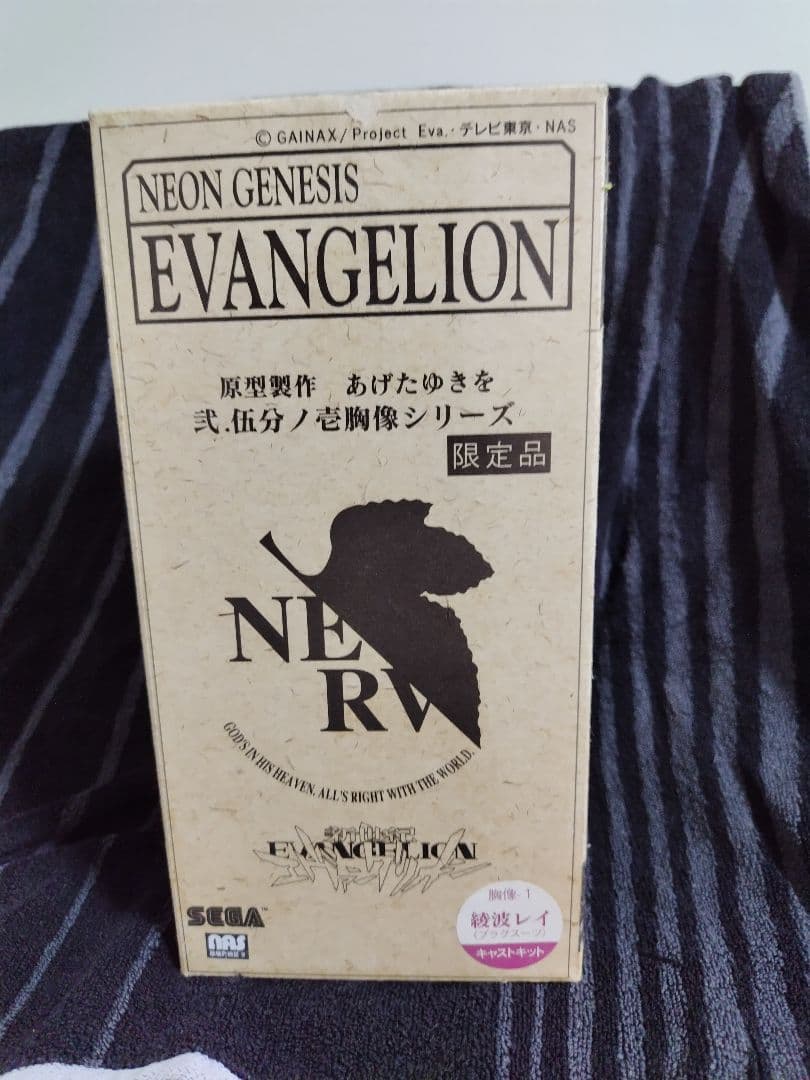 © GAINAX/Project Eva.・テレビ東京・NAS
NEON GENESIS
EVANGELION
原型製作 あげたゆきを
弐.伍分ノ壱胸像シリーズ
限定品
NE
RV
GOD'S IN HIS HEAVEN. ALL'S RIGHT WITH THE WORLD.
新世紀
EVANGELION
エヴァンゲリオン
SEGA™
nas
胸像-1
綾波レイ
(プラグスーツ)
キャストキット